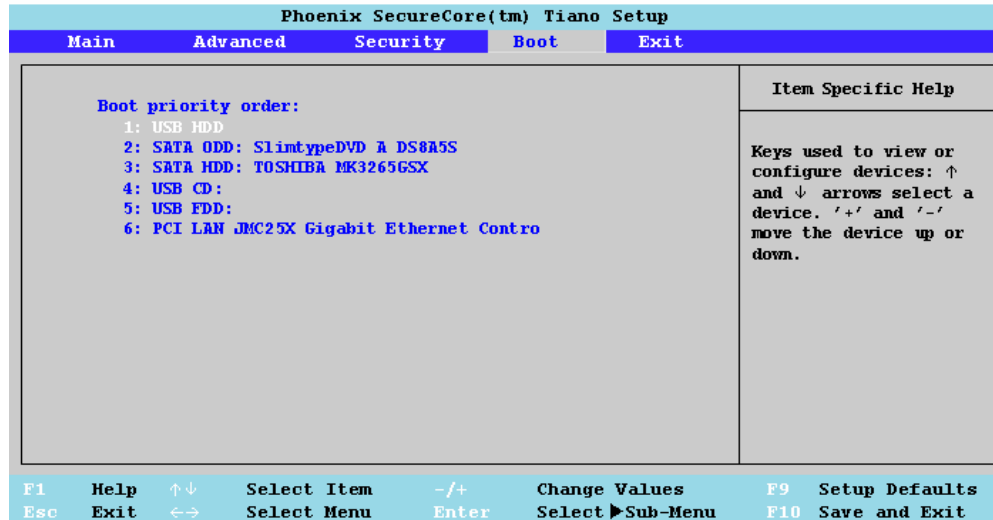 Phoenix SecureCore(tm) Tiano Setup
Main Advanced Security Boot Exit
Boot priority order:
1: USB HDD
2: SATA ODD: SlimtypeDVD A DS8A5S
3: SATA HDD: TOSHIBA MK3265GSX
4: USB CD:
5: USB FDD:
6: PCI LAN JMC25X Gigabit Ethernet Contro
Item Specific Help
Keys used to view or
configure devices: ↑
and ↓ arrows select a
device. '+' and '-'
move the device up or
down.
F1 Help ↑↓ Select Item -/+ Change Values F9 Setup Defaults
Esc Exit ←→ Select Menu Enter Select ▶Sub-Menu F10 Save and Exit